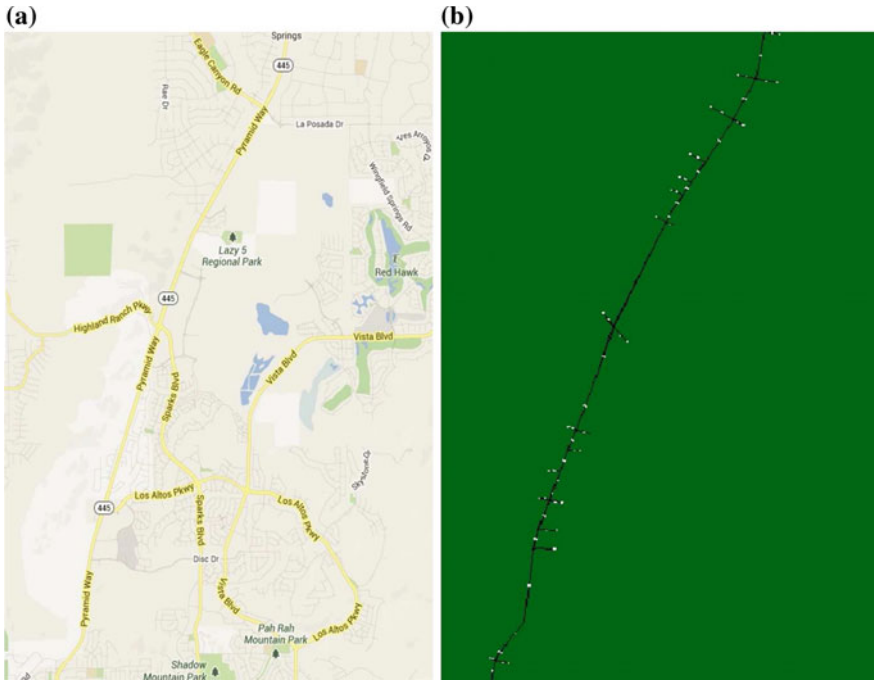 (a)
(b)
Springs
445
Eagle Canyon Rd
Rae Dr
Pyramid Way
La Posada Dr
Wingfield Springs Rd
Lazy 5
Regional Park
Red Hawk
445
Highland Ranch Pkwy
Pyramid Way
Sparks Blvd
Vista Blvd
Vista Blvd
Los Altos Pkwy
445
Sparks Blvd
Los Altos Pkwy
Disc Dr
Pyramid Way
Vista Blvd
Los Altos Pkwy
Pah Rah
Mountain Park
Shadow
Mountain Park